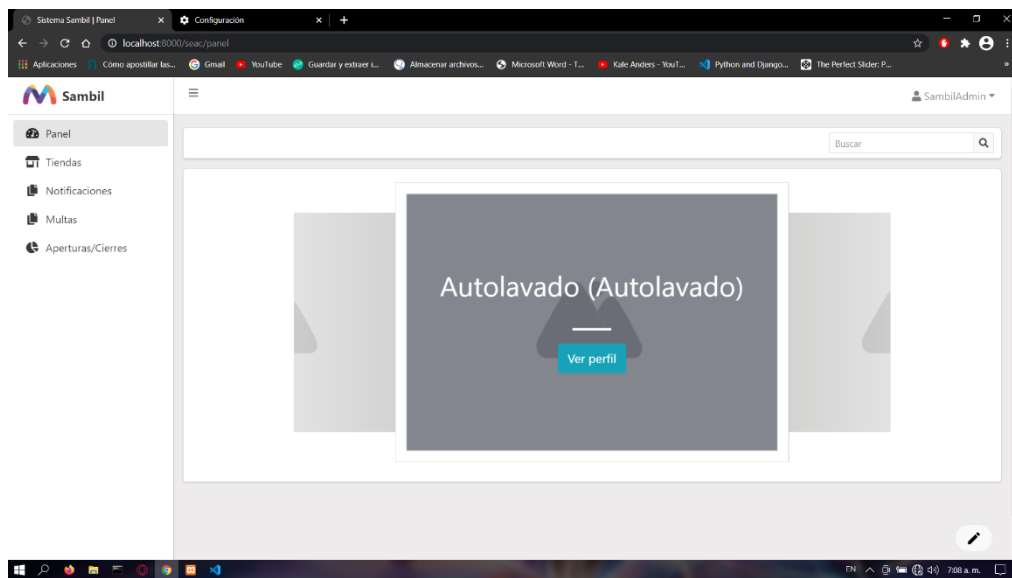 Sistema Sambil | Panel
Configuración
localhost:8000/seac/panel
Aplicaciones
Cómo apostillar las...
Gmail
YouTube
Guardar y extraer i...
Almacenar archivos...
Microsoft Word - T...
Kale Anders - YouT...
Python and Django...
The Perfect Slider: P...
»
Sambil
SambilAdmin
Panel
Buscar
Tiendas
Notificaciones
Multas
Aperturas/Cierres
Autolavado (Autolavado)
Ver perfil
EN
7:08 a. m.